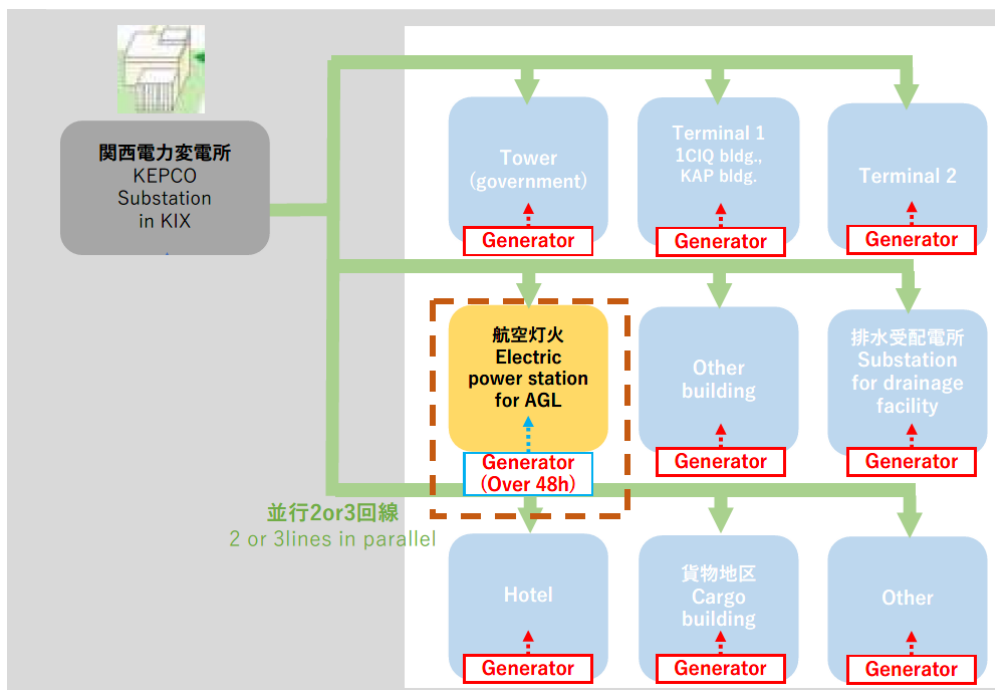 関西電力変電所
KEPCO
Substation
in KIX
Tower
(government)
Generator
Terminal 1
1CIQ bldg.,
KAP bldg.
Generator
Terminal 2
Generator
航空灯火
Electric
power station
for AGL
Generator
(Over 48h)
Other
building
Generator
排水受配電所
Substation
for drainage
facility
Generator
並行2or3回線
2 or 3lines in parallel
Hotel
Generator
貨物地区
Cargo
building
Generator
Other
Generator